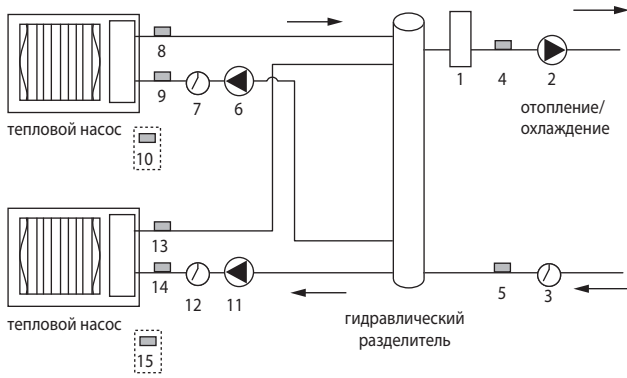 8
9
7
6
1
4
2
тепловой насос
10
отопление/
охлаждение
13
14
12
11
5
3
тепловой насос
15
гидравлический
разделитель